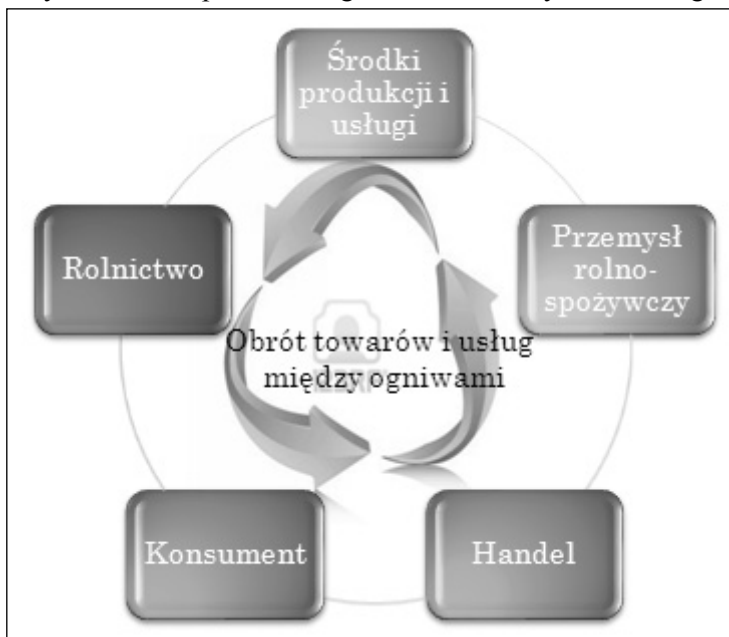 Środki
produkcji i
usługi
Rolnictwo
Przemysł
rolno-
spożywczy
Obrót towarów i usług
między ogniwami
Konsument
Handel